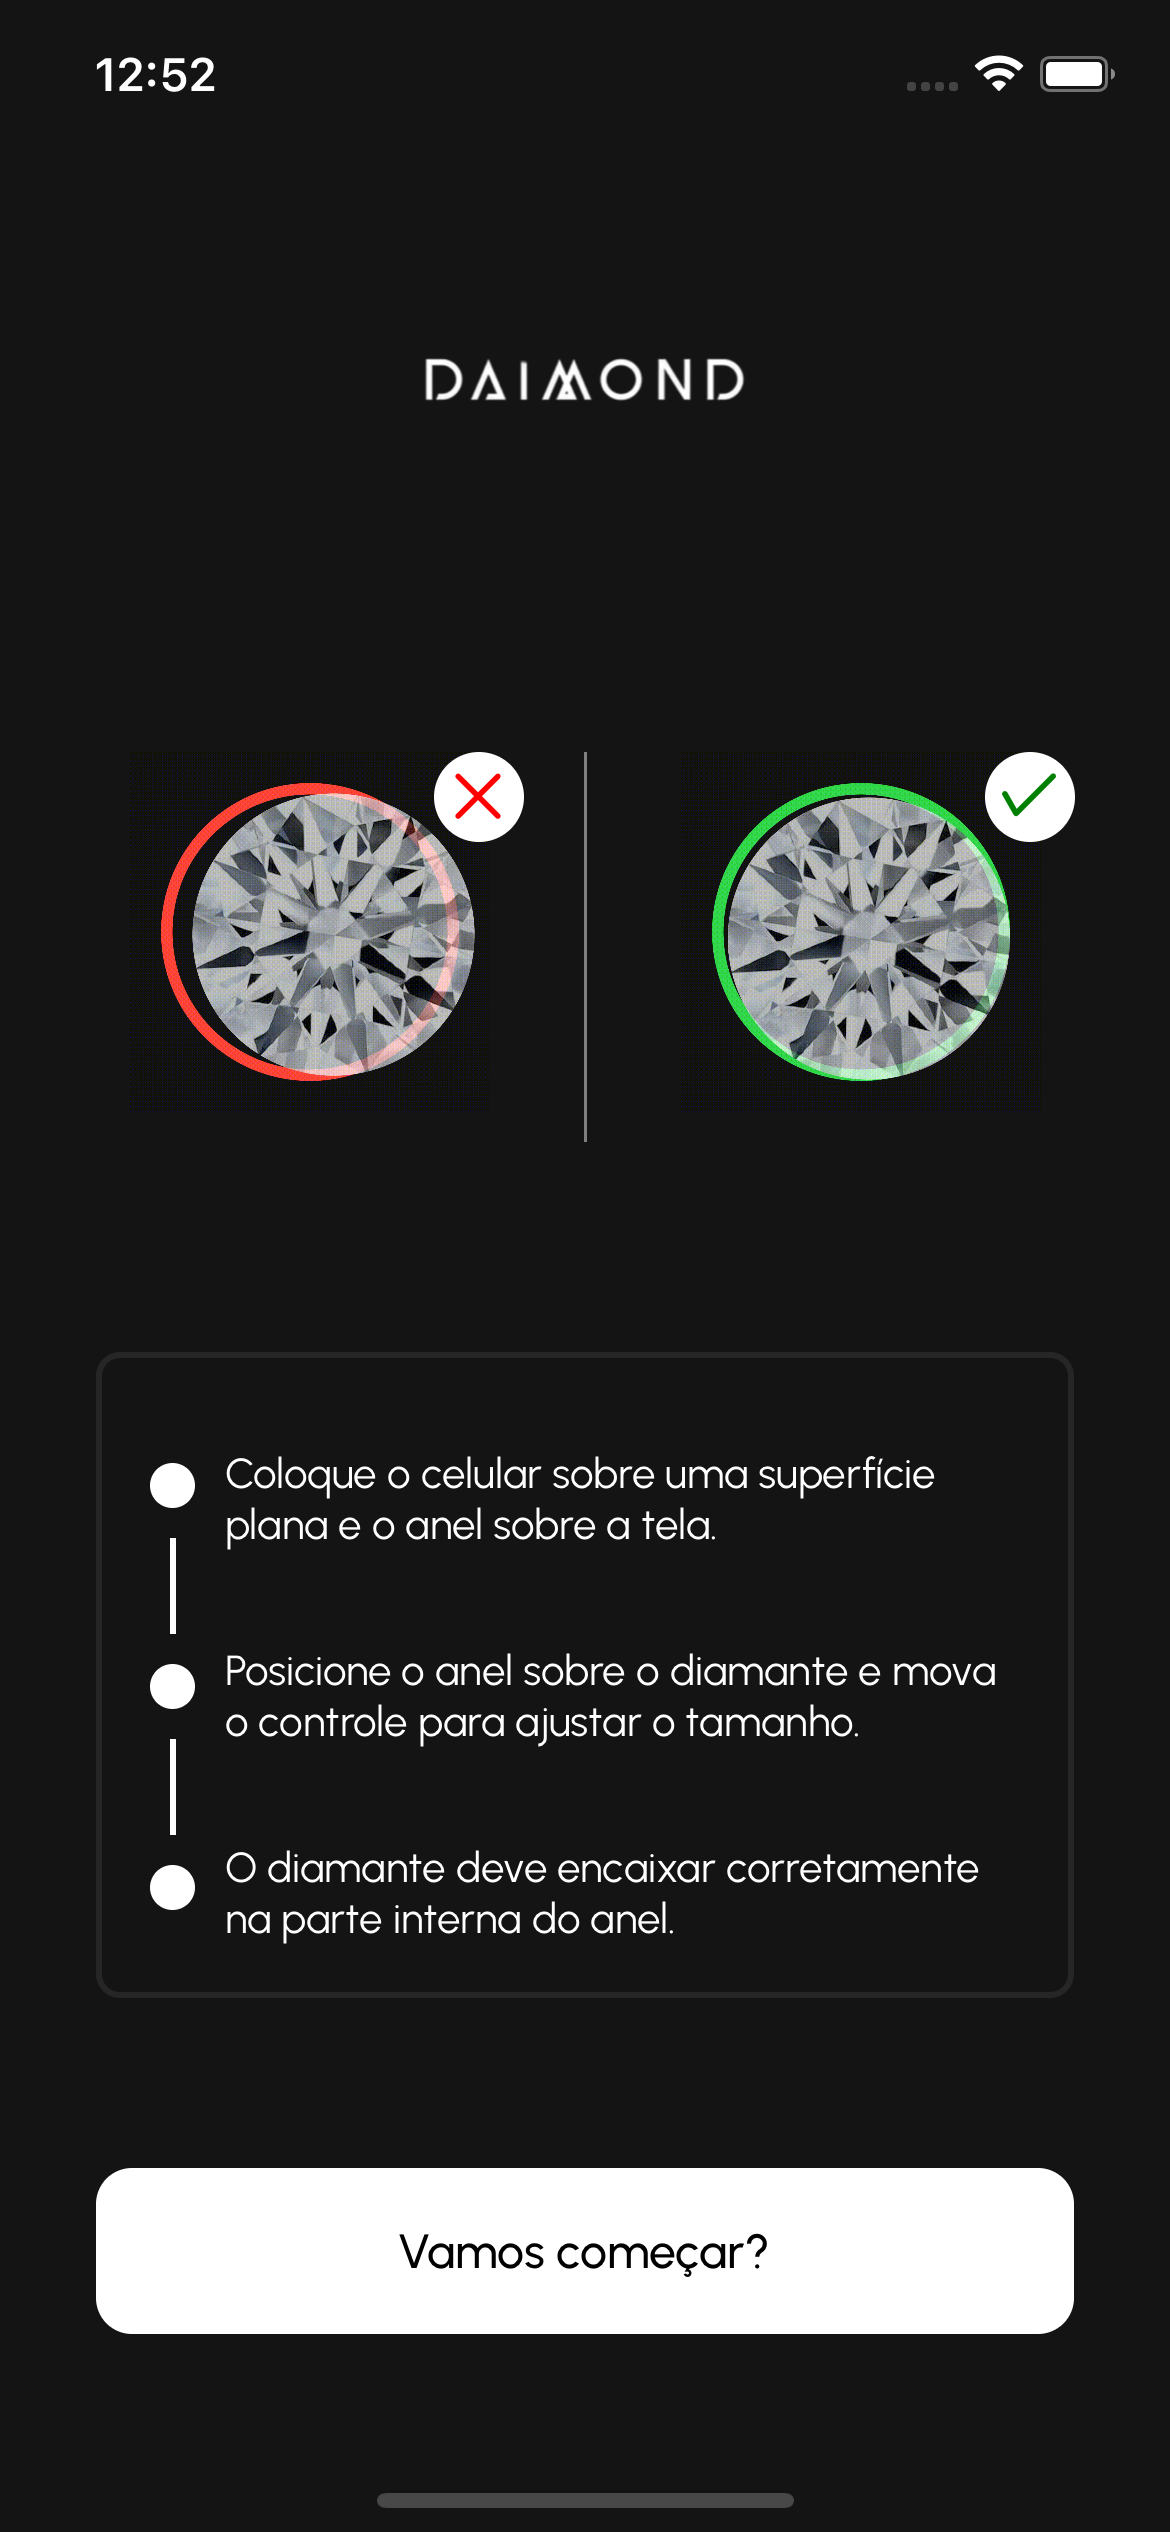 12:52
DAIMOND
Coloque o celular sobre uma superfície
plana e o anel sobre a tela.
Posicione o anel sobre o diamante e mova
o controle para ajustar o tamanho.
O diamante deve encaixar corretamente
na parte interna do anel.
Vamos começar?